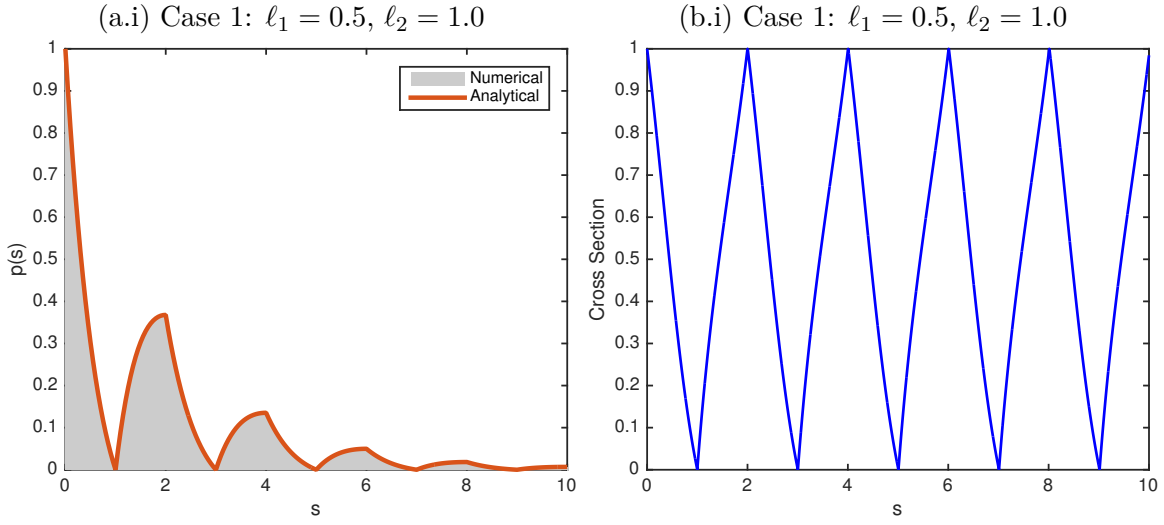 (a.i) Case 1: ℓ₁ = 0.5, ℓ₂ = 1.0
1
0.9
0.8
0.7
0.6
0.5
0.4
0.3
0.2
0.1
0
p(s)
Numerical
Analytical
0 2 4 6 8 10
s
(b.i) Case 1: ℓ₁ = 0.5, ℓ₂ = 1.0
1
0.9
0.8
0.7
0.6
0.5
0.4
0.3
0.2
0.1
0
Cross Section
0 2 4 6 8 10
s